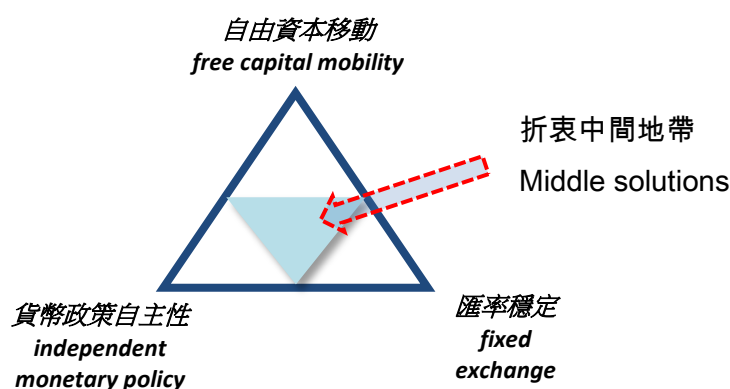 自由資本移動
free capital mobility
折衷中間地帶
Middle solutions
貨幣政策自主性
independent
monetary policy
匯率穩定
fixed
exchange